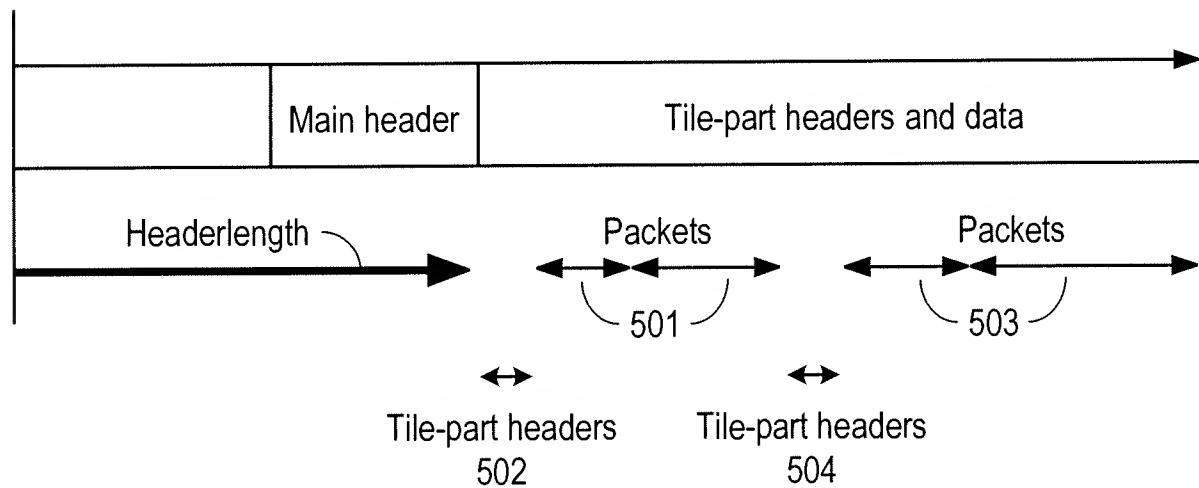 Main header
Tile-part headers and data
Headerlength
Packets
Packets
501
503
Tile-part headers
502
Tile-part headers
504